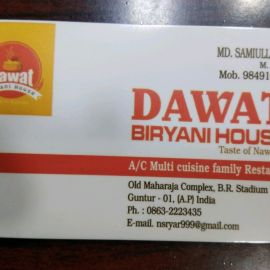 Dawat
BIRYANI HOUSE
MD. SAMIULL
M.
Mob. 98491
DAWAT
BIRYANI HOUS
Taste of Naw
A/C Multi cuisine family Resta
Old Maharaja Complex, B.R. Stadium
Guntur - 01, (A.P) India
Ph : 0863-2223435
E-mail. nsryar999@gmail.com